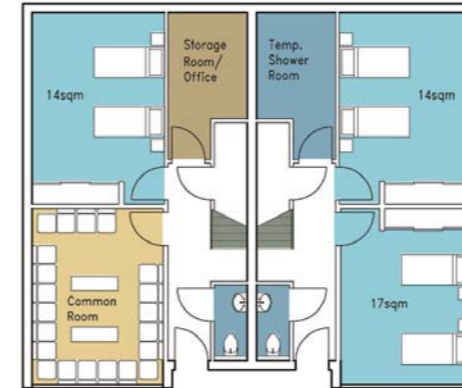 Storage
Room/
Office
Temp.
Shower
Room
14sqm
14sqm
Common
Room
17sqm